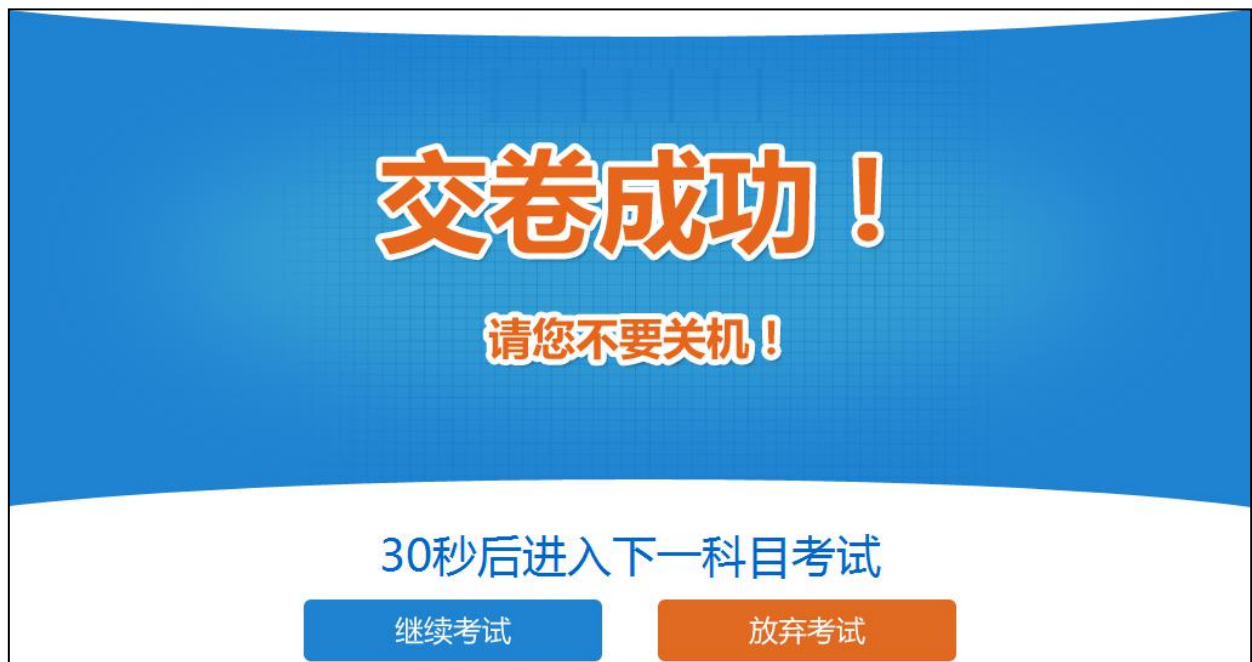 交卷成功！
请您不要关机！
30秒后进入下一科目考试
继续考试
放弃考试